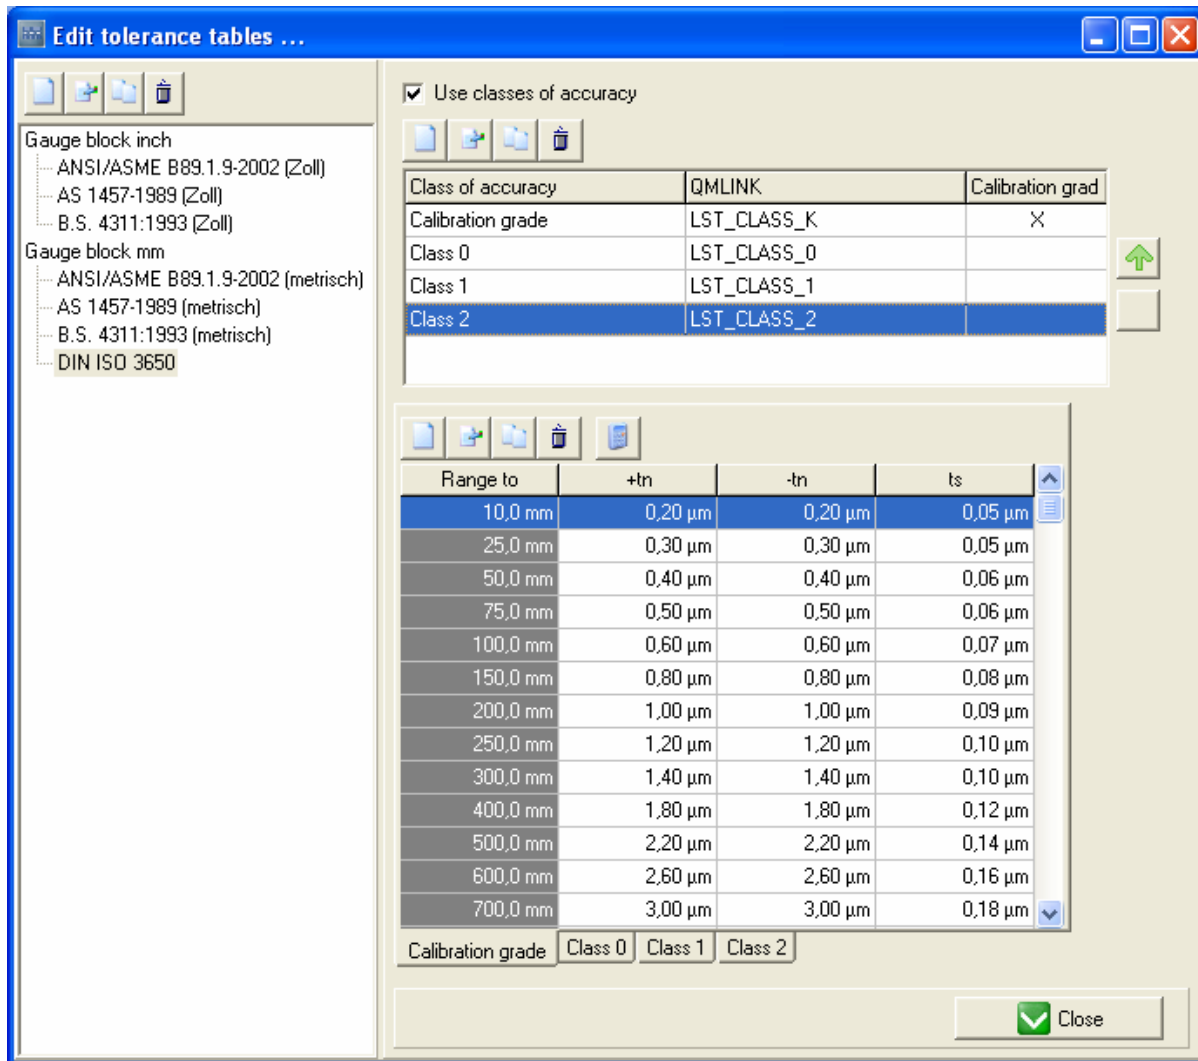 Edit tolerance tables ...
Gauge block inch
ANSI/ASME B89.1.9-2002 (Zoll)
AS 1457-1989 (Zoll)
B.S. 4311:1993 (Zoll)
Gauge block mm
ANSI/ASME B89.1.9-2002 (metrisch)
AS 1457-1989 (metrisch)
B.S. 4311:1993 (metrisch)
DIN ISO 3650
Use classes of accuracy
Class of accuracy QMLINK Calibration grad
Calibration grade LST_CLASS_K X
Class 0 LST_CLASS_0
Class 1 LST_CLASS_1
Class 2 LST_CLASS_2
Range to +tn -tn ts
10,0 mm 0,20 µm 0,20 µm 0,05 µm
25,0 mm 0,30 µm 0,30 µm 0,05 µm
50,0 mm 0,40 µm 0,40 µm 0,06 µm
75,0 mm 0,50 µm 0,50 µm 0,06 µm
100,0 mm 0,60 µm 0,60 µm 0,07 µm
150,0 mm 0,80 µm 0,80 µm 0,08 µm
200,0 mm 1,00 µm 1,00 µm 0,09 µm
250,0 mm 1,20 µm 1,20 µm 0,10 µm
300,0 mm 1,40 µm 1,40 µm 0,10 µm
400,0 mm 1,80 µm 1,80 µm 0,12 µm
500,0 mm 2,20 µm 2,20 µm 0,14 µm
600,0 mm 2,60 µm 2,60 µm 0,16 µm
700,0 mm 3,00 µm 3,00 µm 0,18 µm
Calibration grade Class 0 Class 1 Class 2
Close